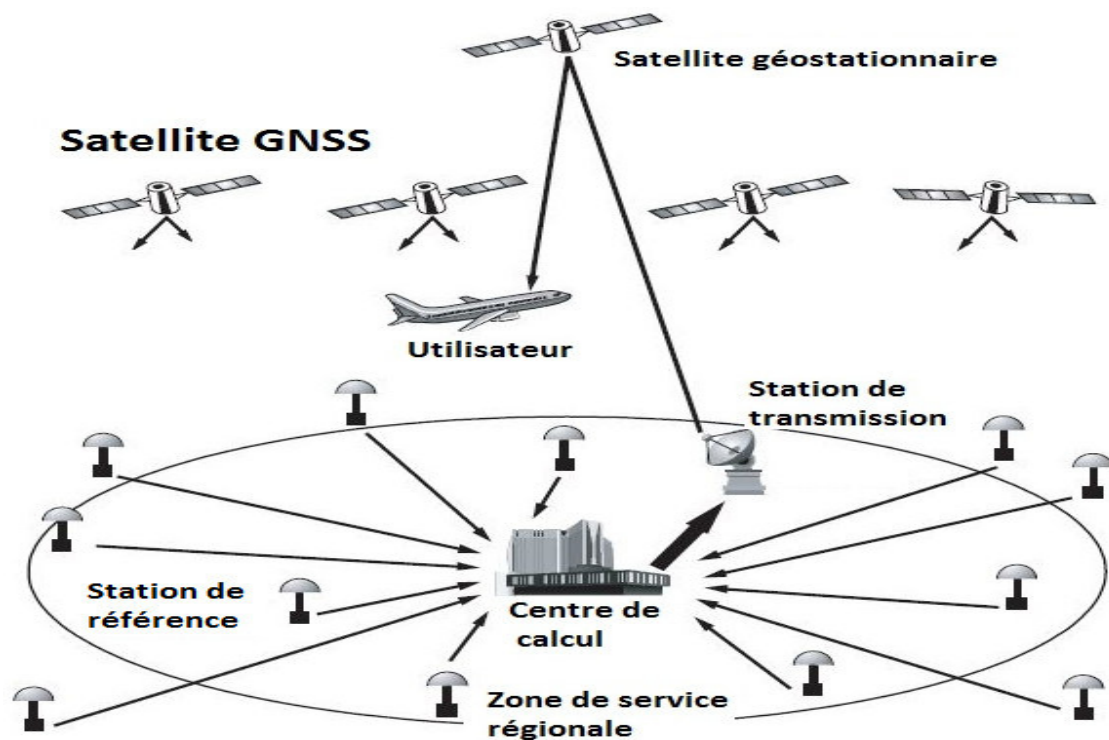 Satellite géostationnaire
Satellite GNSS
Utilisateur
Station de
transmission
Station de
référence
Centre de
calcul
Zone de service
régionale